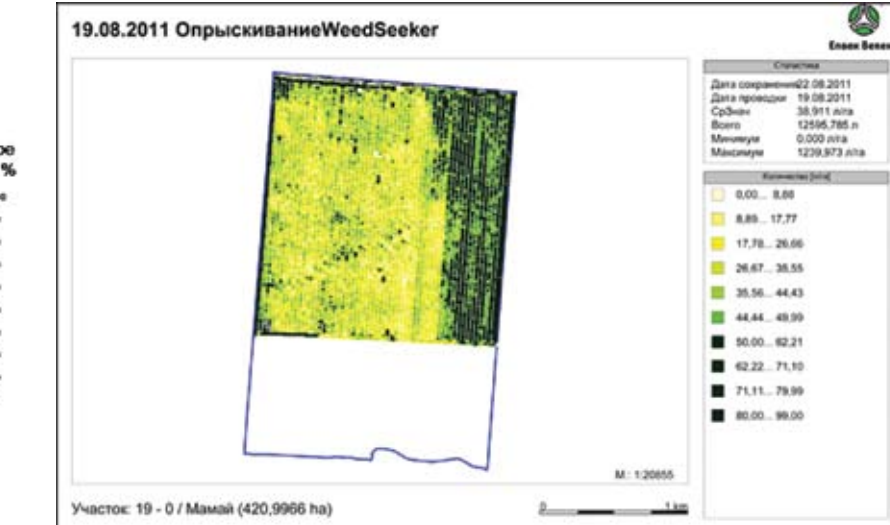 ре
%
19.08.2011 ОпрыскиваниеWeedSeeker
Статистика
Дата сохранения22.08.2011
Дата проводки 19.08.2011
СрЗнач 38,911 л/га
Всего 12595,785 л
Минимум 0,000 л/га
Максимум 1239,973 л/га
Количество [л/га]
0,00... 8,88
8,89... 17,77
17,78... 26,66
26,67... 35,55
35,56... 44,43
44,44... 49,99
50,00... 62,21
62,22... 71,10
71,11... 79,99
80,00... 99,00
М.: 1:20855
Участок: 19 - 0 / Мамай (420,9966 ha)
0 1 km